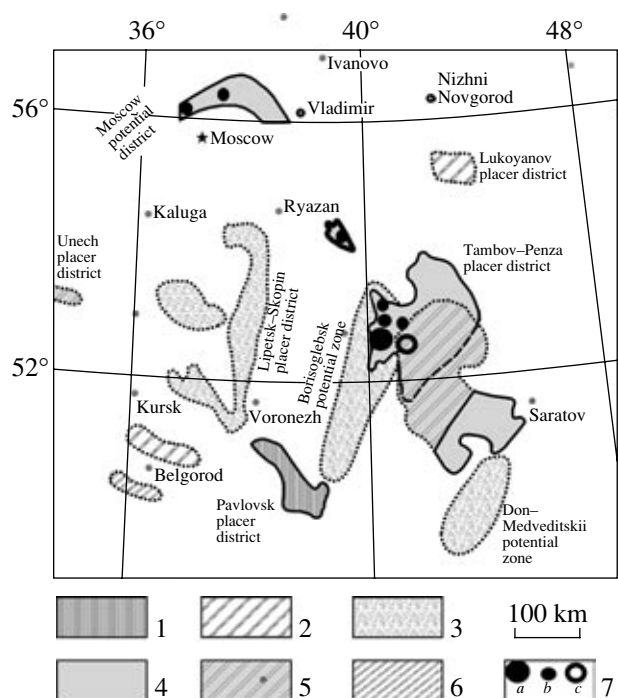 36° 40° 48°
Ivanovo
Nizhni
Novgorod
56°
Vladimir
Moscow
potential
district
Moscow
Lukoyanov
placer district
Kaluga
Ryazan
Unech
placer
district
Tambov–Penza
placer district
Lipetsk–Skopin
placer district
Borisoglebsk
potential zone
52°
Kursk
Voronezh
Saratov
Belgorod
Pavlovsk
placer
district
Don–
Medveditskii
potential
zone
1 2 3 100 km
4 5 6 a b c 7